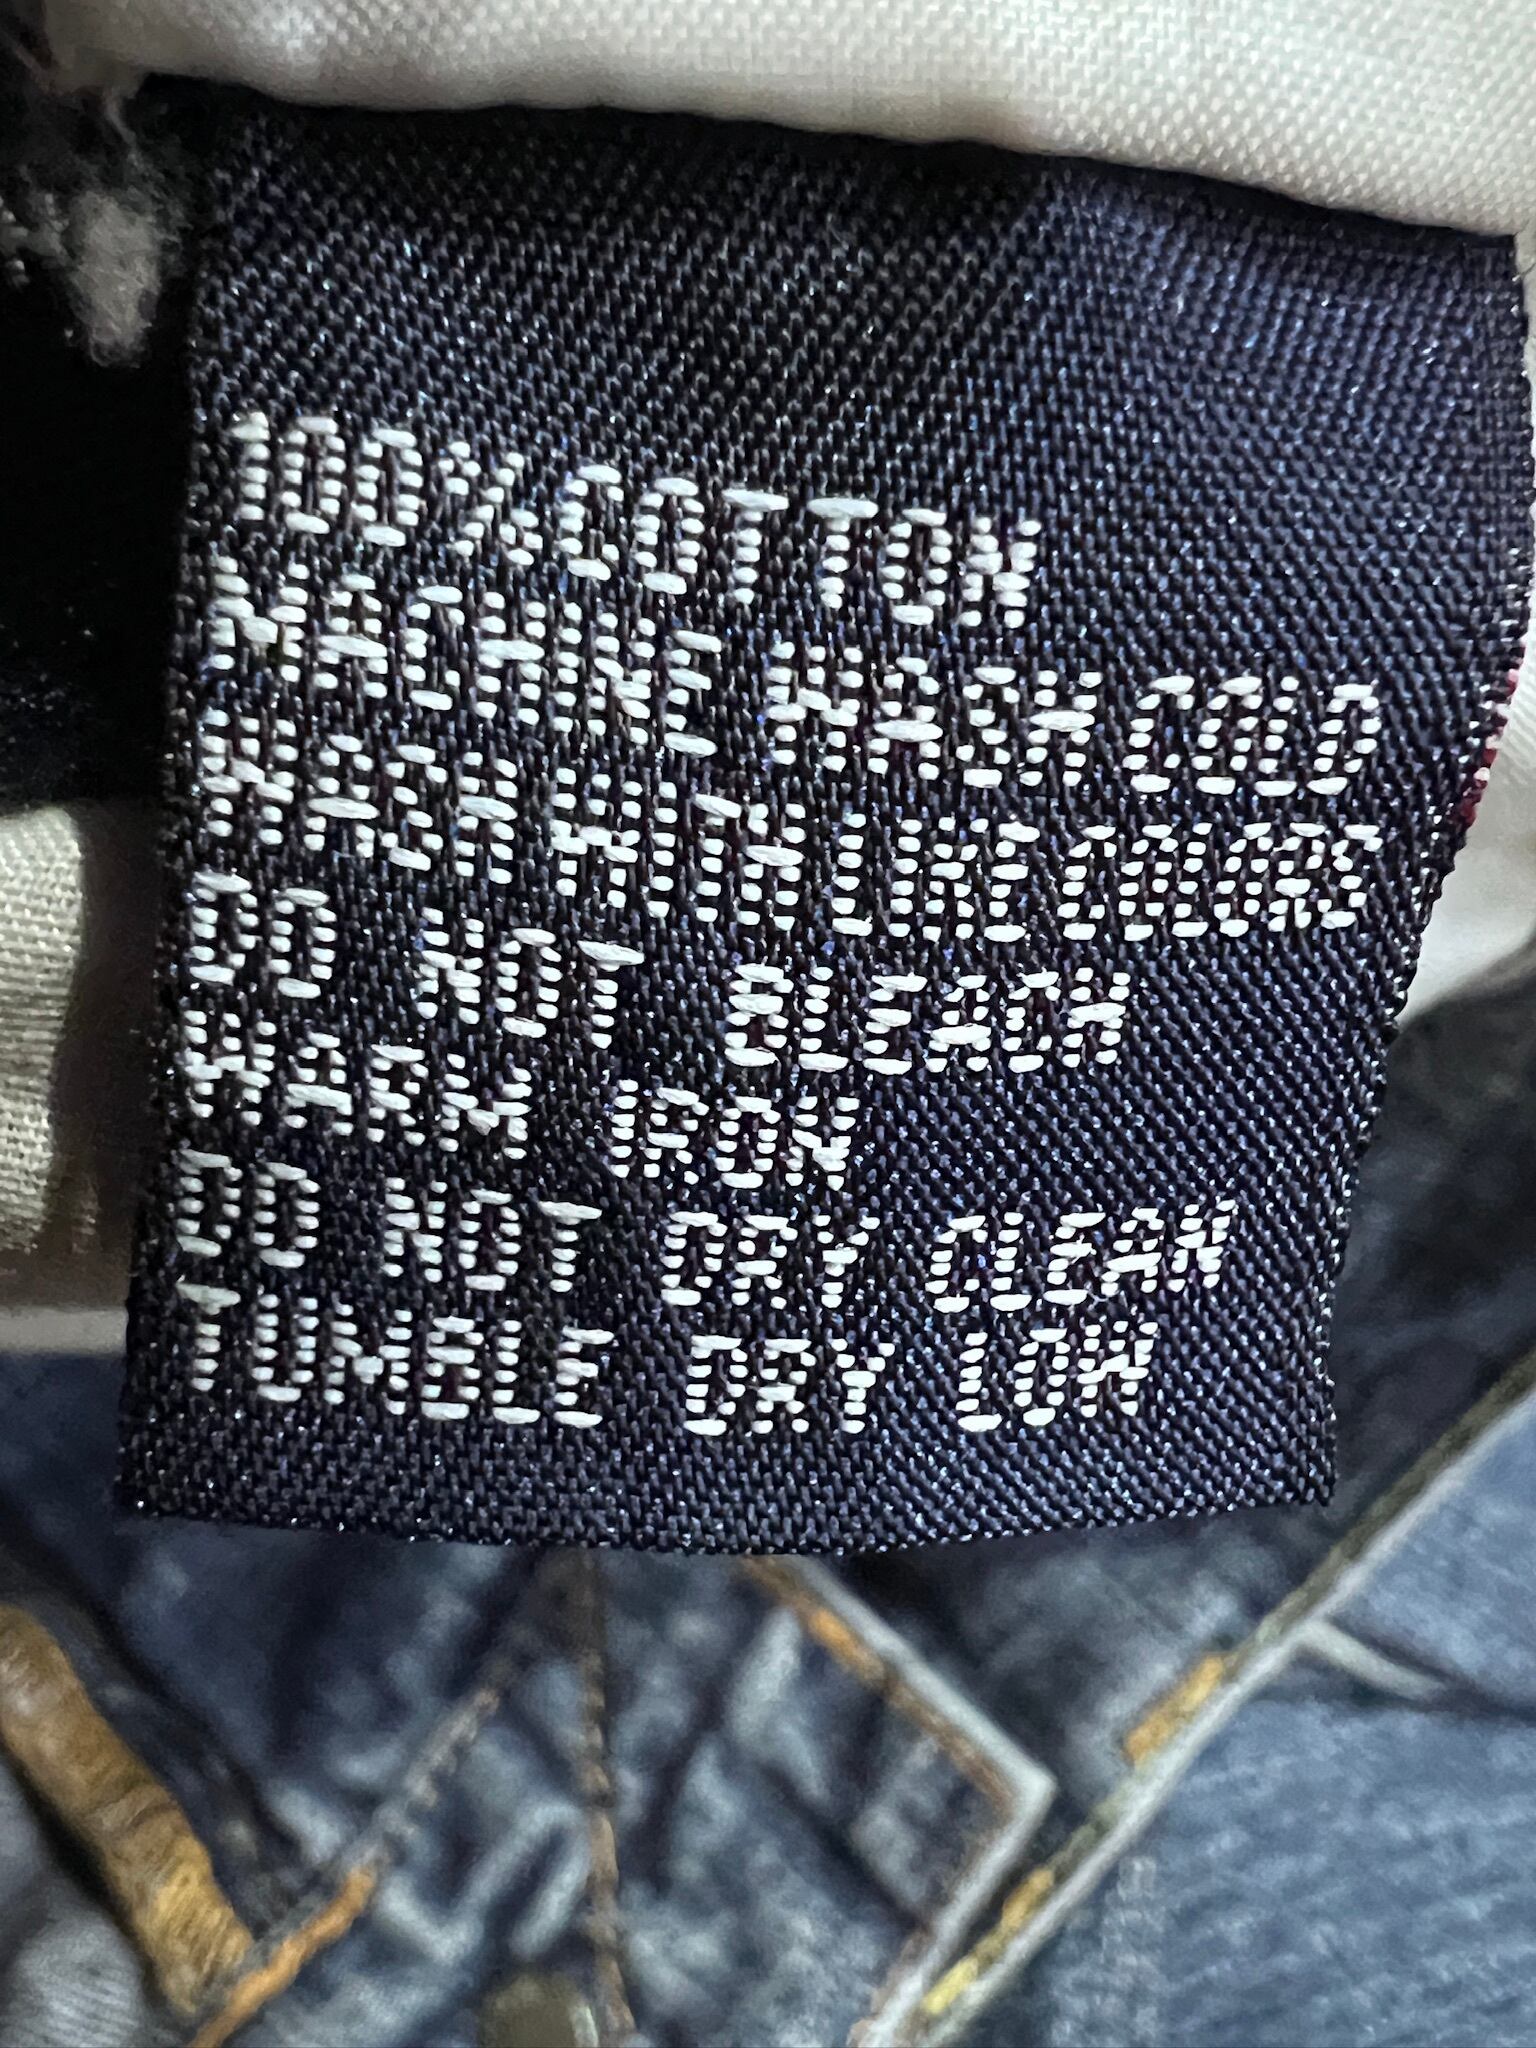 100% COTTON
MACHINE WASH COLD
WASH WITH LIKE COLORS
DO NOT BLEACH
WARM IRON
DO NOT DRY CLEAN
TUMBLE DRY LOW